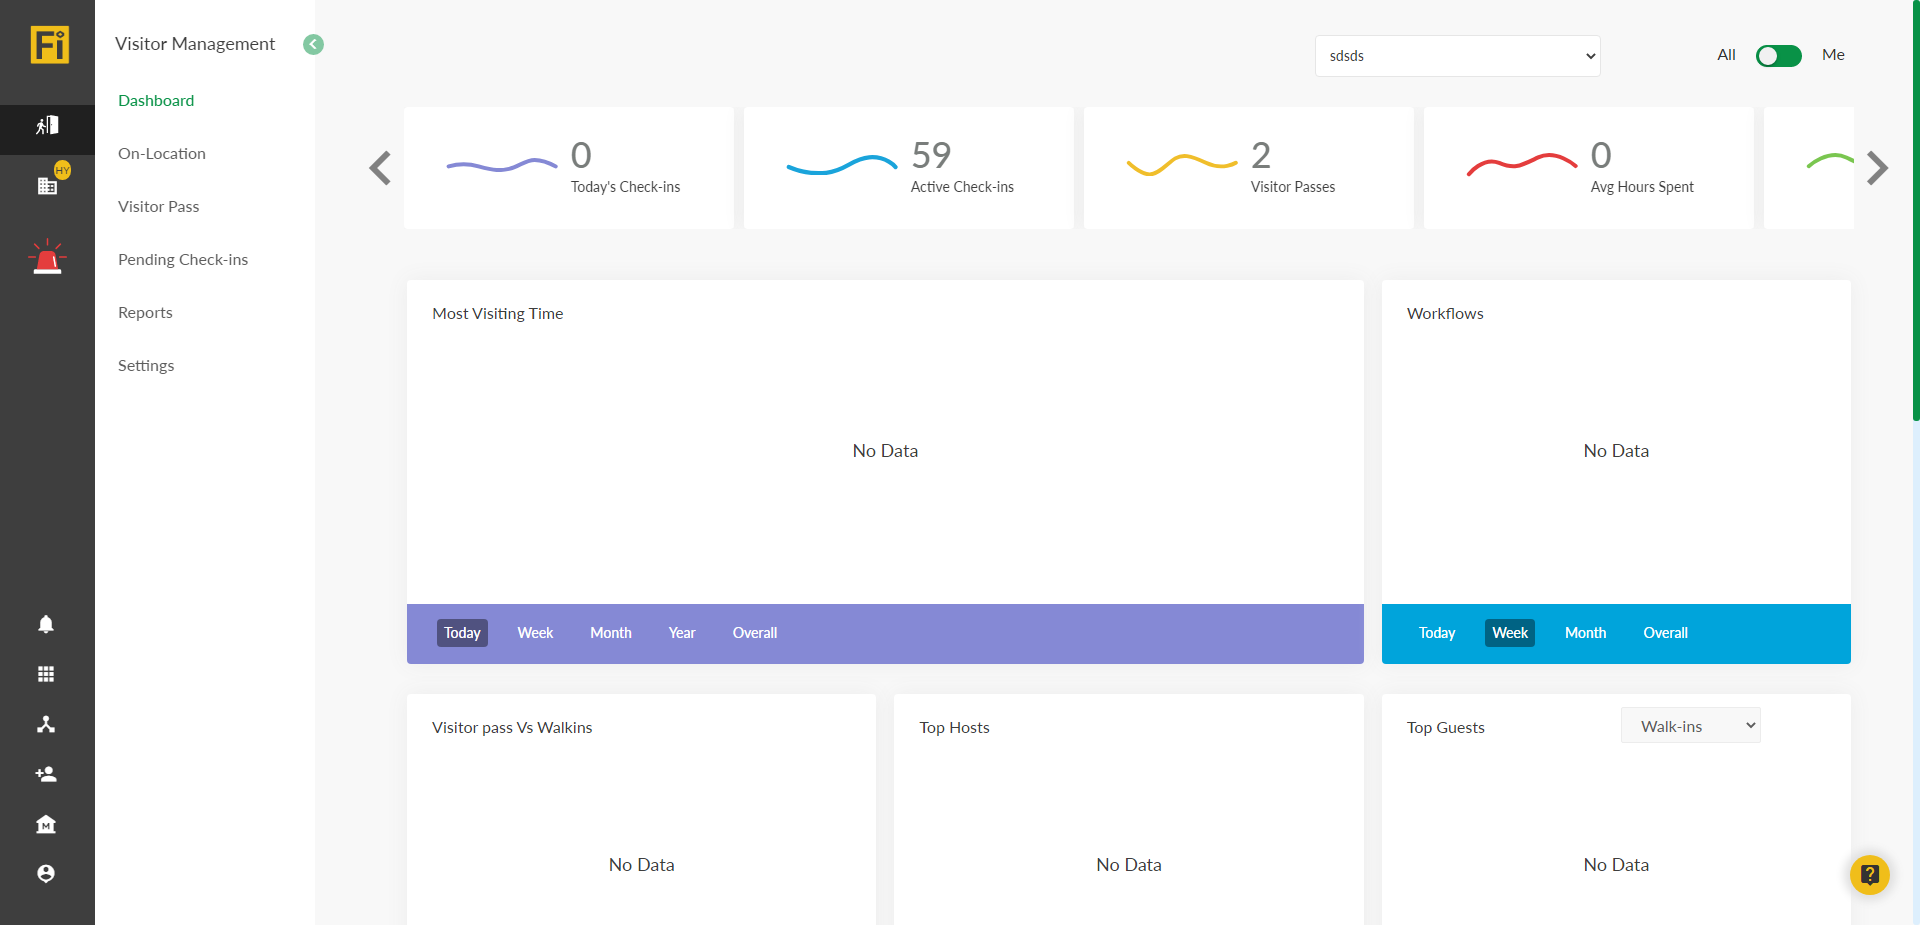 Fi
Visitor Management
Dashboard
On-Location
Visitor Pass
Pending Check-ins
Reports
Settings
HY
sdsds
All
Me
0
Today's Check-ins
59
Active Check-ins
2
Visitor Passes
0
Avg Hours Spent
Most Visiting Time
No Data
Today Week Month Year Overall
Workflows
No Data
Today Week Month Overall
Visitor pass Vs Walkins
No Data
Top Hosts
No Data
Top Guests
Walk-ins
No Data
M
?